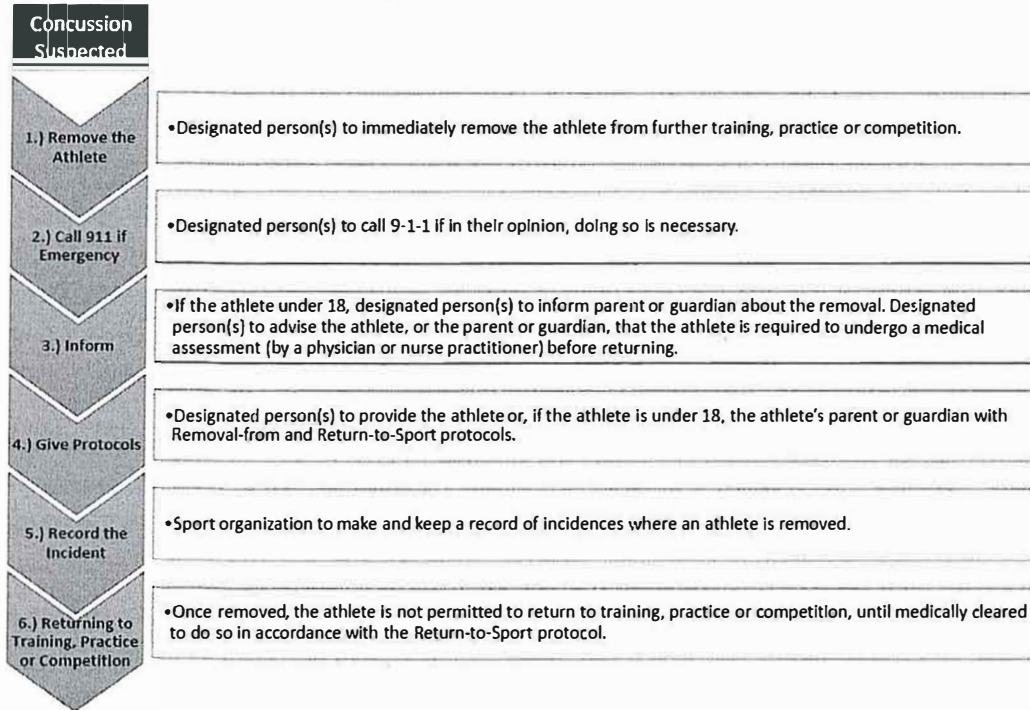 Concussion
Suspected
1.) Remove the
Athlete
•Designated person(s) to immediately remove the athlete from further training, practice or competition.
2.) Call 911 if
Emergency
•Designated person(s) to call 9-1-1 if in their opinion, doing so is necessary.
3.) Inform
•If the athlete under 18, designated person(s) to inform parent or guardian about the removal. Designated
person(s) to advise the athlete, or the parent or guardian, that the athlete is required to undergo a medical
assessment (by a physician or nurse practitioner) before returning.
4.) Give Protocols
•Designated person(s) to provide the athlete or, if the athlete is under 18, the athlete's parent or guardian with
Removal-from and Return-to-Sport protocols.
5.) Record the
Incident
•Sport organization to make and keep a record of incidences where an athlete is removed.
6.) Returning to
Training, Practice
or Competition
•Once removed, the athlete is not permitted to return to training, practice or competition, until medically cleared
to do so in accordance with the Return-to-Sport protocol.